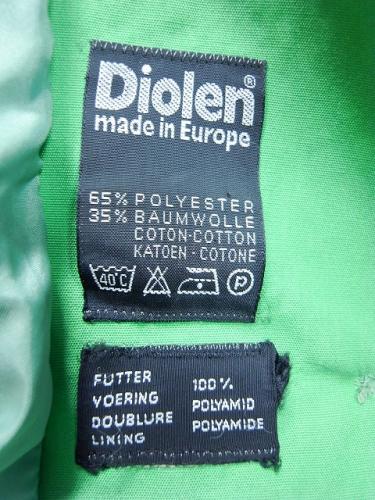 Diolen®
made in Europe
65% POLYESTER
35% BAUMWOLLE
COTON-COTTON
KATOEN-COTONE
40°C P
FUTTER 100%
VOERING POLYAMID
DOUBLURE POLYAMIDE
LINING